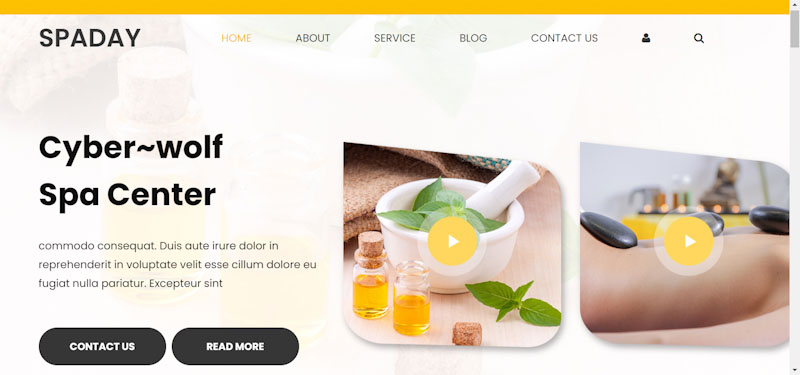 SPADAY
HOME ABOUT SERVICE BLOG CONTACT US
Cyber~wolf
Spa Center
commodo consequat. Duis aute irure dolor in
reprehenderit in voluptate velit esse cillum dolore eu
fugiat nulla pariatur. Excepteur sint
CONTACT US READ MORE